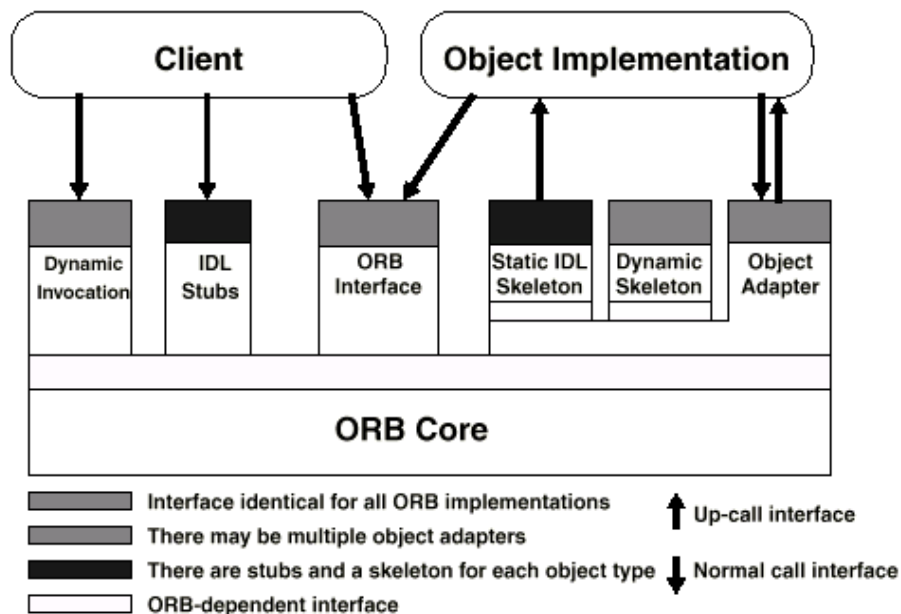 Client
Object Implementation
Dynamic
Invocation
IDL
Stubs
ORB
Interface
Static IDL
Skeleton
Dynamic
Skeleton
Object
Adapter
ORB Core
Interface identical for all ORB implementations
There may be multiple object adapters
There are stubs and a skeleton for each object type
ORB-dependent interface
Up-call interface
Normal call interface